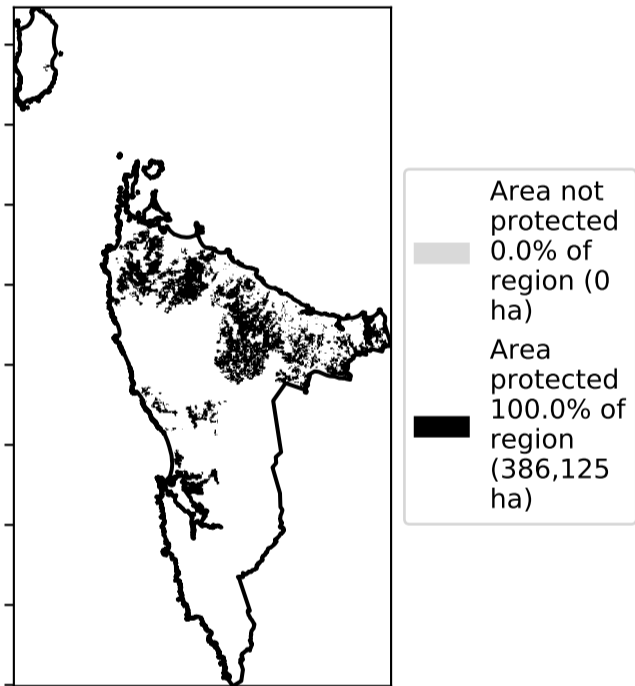 Area not
protected
0.0% of
region (0
ha)
Area
protected
100.0% of
region
(386,125
ha)